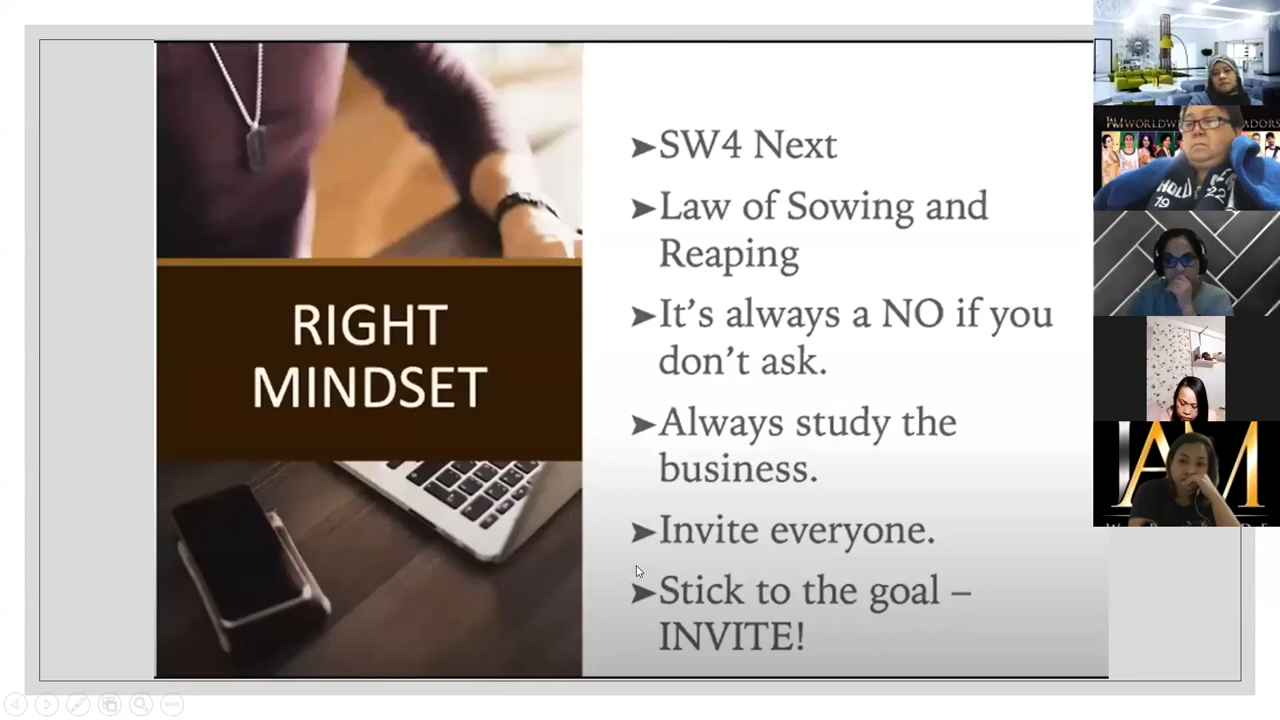 RIGHT
MINDSET
➤SW4 Next
➤Law of Sowing and
Reaping
➤It’s always a NO if you
don’t ask.
➤Always study the
business.
➤Invite everyone.
➤Stick to the goal –
INVITE!
IAM